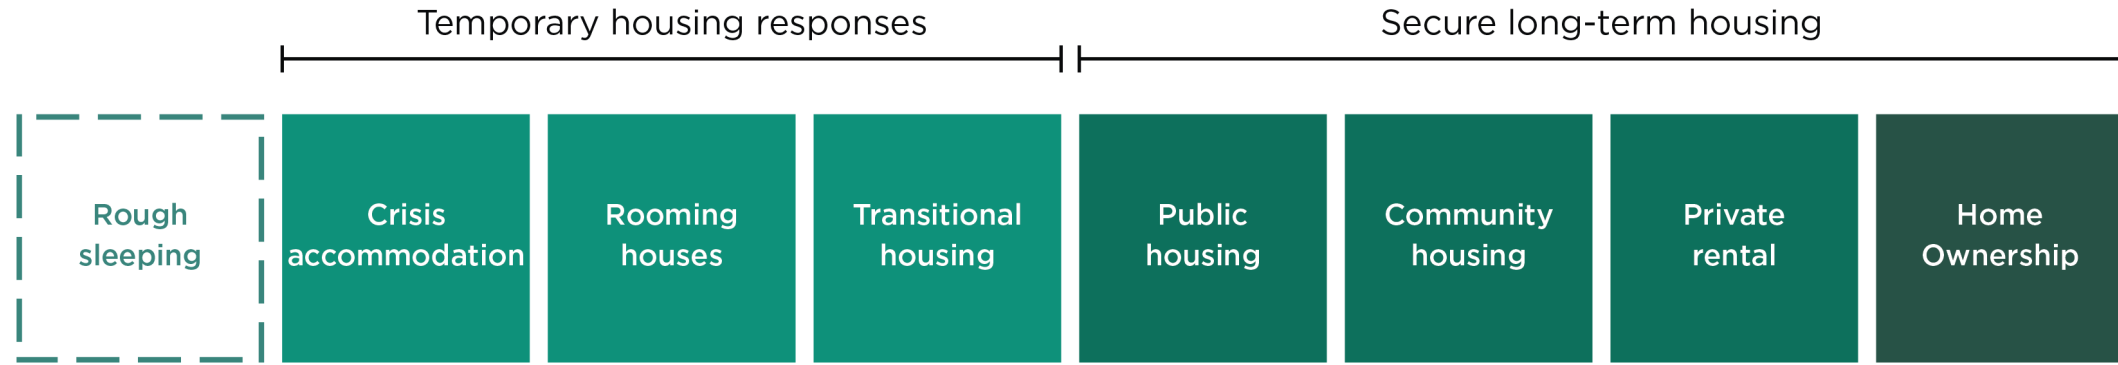 Temporary housing responses
Secure long-term housing
Rough
sleeping
Crisis
accommodation
Rooming
houses
Transitional
housing
Public
housing
Community
housing
Private
rental
Home
Ownership